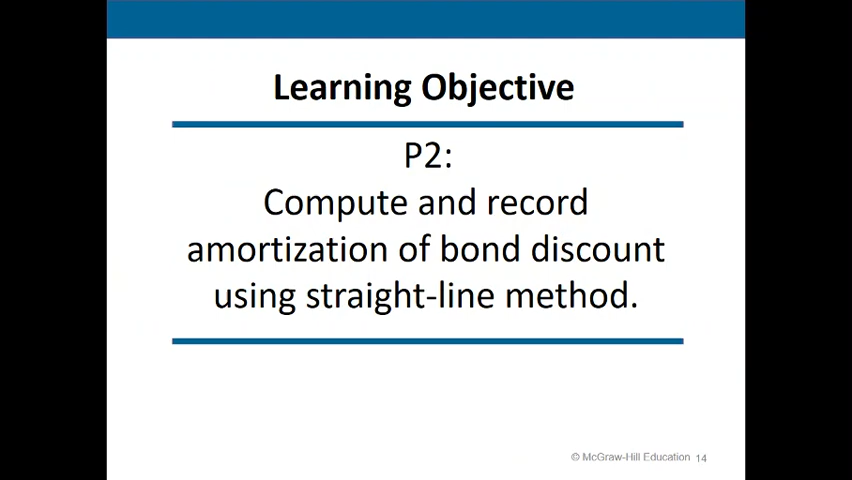 Learning Objective
P2:
Compute and record
amortization of bond discount
using straight-line method.
© McGraw-Hill Education 14